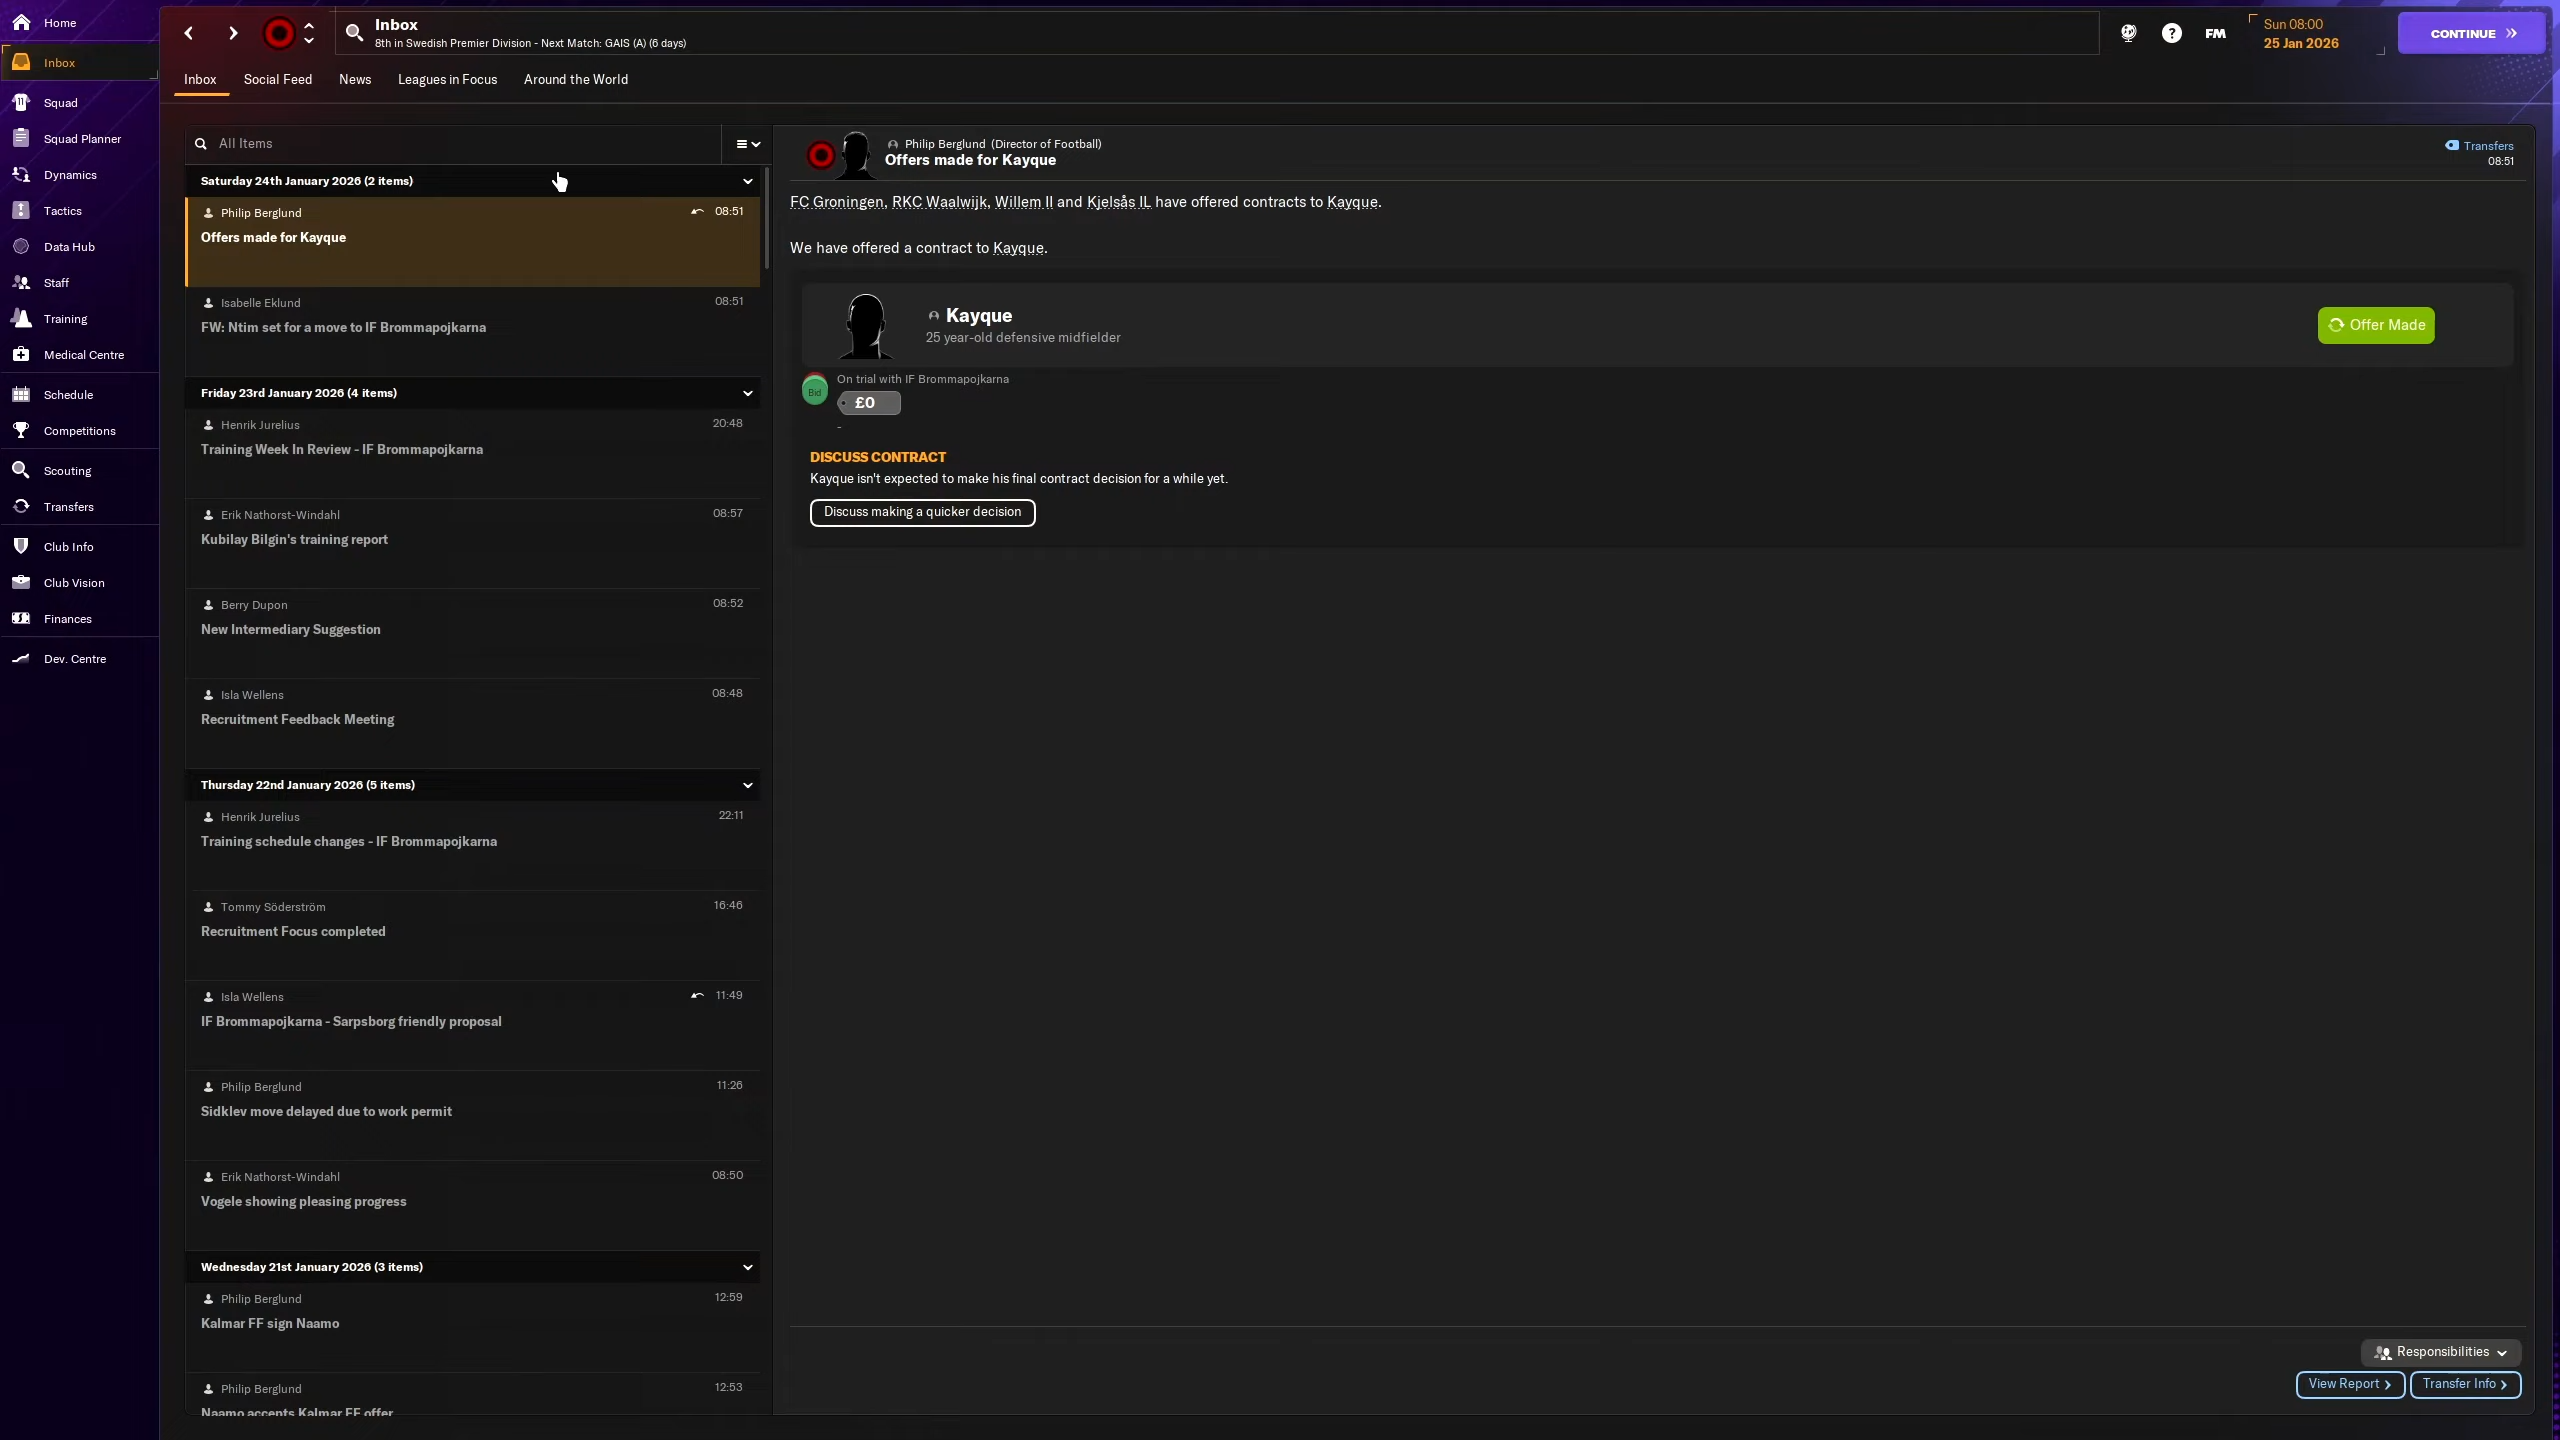 Home
Inbox
Squad
Squad Planner
Dynamics
Tactics
Data Hub
Staff
Training
Medical Centre
Schedule
Competitions
Scouting
Transfers
Club Info
Club Vision
Finances
Dev. Centre
Inbox
8th in Swedish Premier Division - Next Match: GAIS (A) (6 days)
FM
Sun 08:00
25 Jan 2026
CONTINUE
Inbox
Social Feed
News
Leagues in Focus
Around the World
All Items
Saturday 24th January 2026 (2 items)
Philip Berglund 08:51
Offers made for Kayque
Isabelle Eklund 08:51
FW: Ntim set for a move to IF Brommapojkarna
Friday 23rd January 2026 (4 items)
Henrik Jurelius 20:48
Training Week In Review - IF Brommapojkarna
Erik Nathorst-Windahl 08:57
Kubilay Bilgin's training report
Berry Dupon 08:52
New Intermediary Suggestion
Isla Wellens 08:48
Recruitment Feedback Meeting
Thursday 22nd January 2026 (5 items)
Henrik Jurelius 22:11
Training schedule changes - IF Brommapojkarna
Tommy Söderström 16:46
Recruitment Focus completed
Isla Wellens 11:49
IF Brommapojkarna - Sarpsborg friendly proposal
Philip Berglund 11:26
Sidklev move delayed due to work permit
Erik Nathorst-Windahl 08:50
Vogele showing pleasing progress
Wednesday 21st January 2026 (3 items)
Philip Berglund 12:59
Kalmar FF sign Naamo
Philip Berglund 12:53
Naamo accepts Kalmar FF offer
Philip Berglund (Director of Football)
Offers made for Kayque
Transfers
08:51
FC Groningen, RKC Waalwijk, Willem II and Kjelsås IL have offered contracts to Kayque.
We have offered a contract to Kayque.
Kayque
25 year-old defensive midfielder
Offer Made
Bid
On trial with IF Brommapojkarna
£0
-
DISCUSS CONTRACT
Kayque isn't expected to make his final contract decision for a while yet.
Discuss making a quicker decision
Responsibilities
View Report
Transfer Info